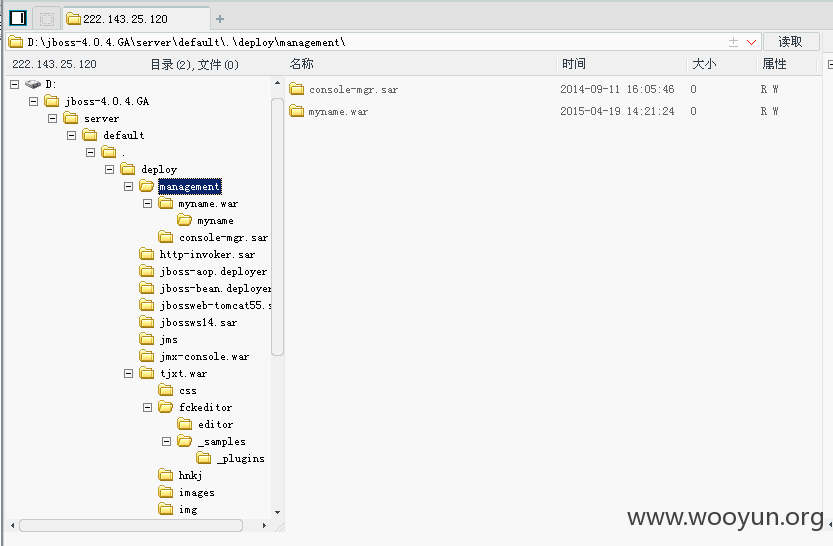 222.143.25.120
D:\jboss-4.0.4.GA\server\default\.\deploy\management\
读取
222.143.25.120 目录(2),文件(0)
名称 时间 大小 属性
D:
jboss-4.0.4.GA
server
default
.
deploy
management
myname.war
myname
console-mgr.sar
http-invoker.sar
jboss-aop.deployer
jboss-bean.deployer
jbossweb-tomcat55.s
jbossws14.sar
jms
jmx-console.war
tjxt.war
css
fckeditor
editor
_samples
_plugins
hnkj
images
img
console-mgr.sar 2014-09-11 16:05:46 0 R W
myname.war 2015-04-19 14:21:24 0 R W
www.wooyun.org